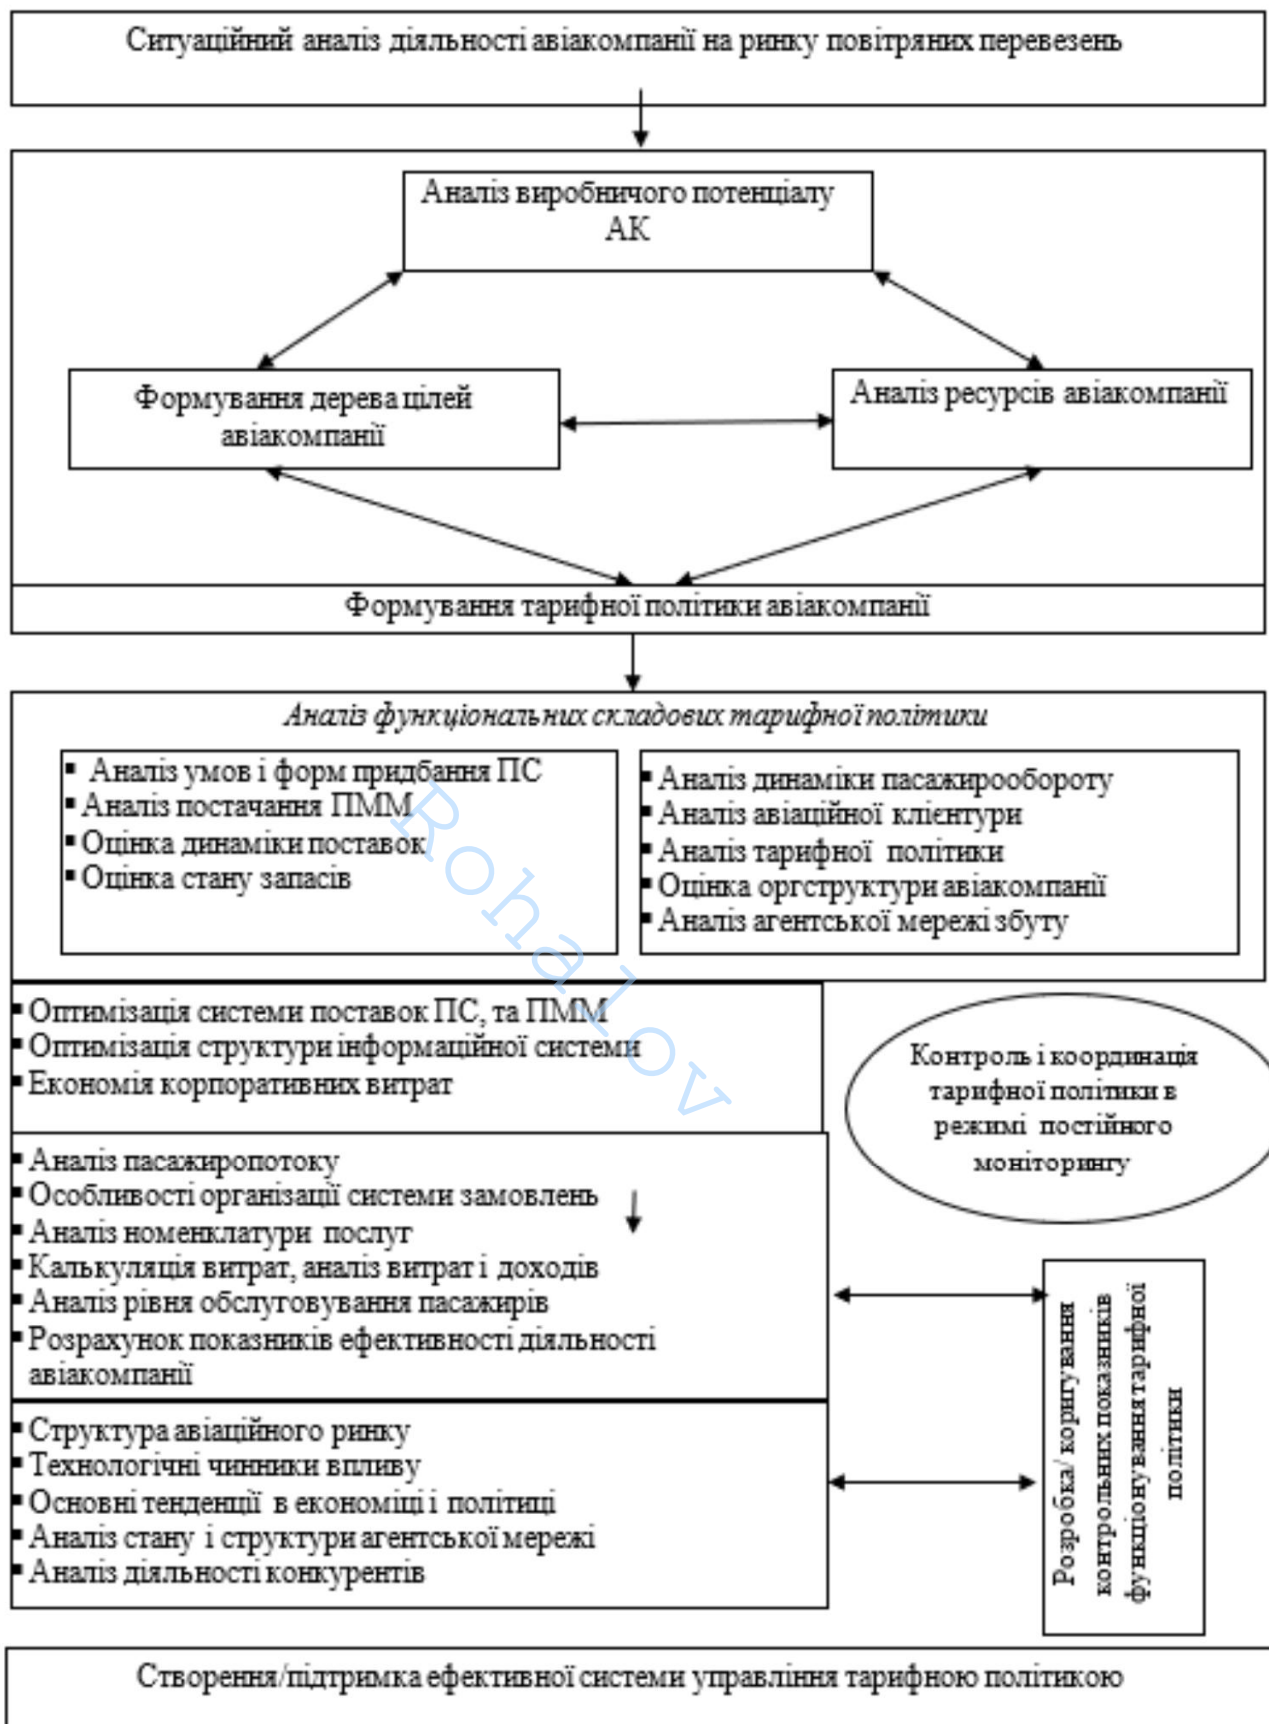 Ситуаційний аналіз діяльності авіакомпанії на ринку повітряних перевезень
Аналіз виробничого потенціалу
АК
Формування дерева цілей
авіакомпанії
Аналіз ресурсів авіакомпанії
Формування тарифної політики авіакомпанії
Аналіз функціональних складових тарифної політики
▪ Аналіз умов і форм придбання ПС
▪ Аналіз постачання ПММ
▪ Оцінка динаміки поставок
▪ Оцінка стану запасів
▪ Аналіз динаміки пасажирообороту
▪ Аналіз авіаційної клієнтури
▪ Аналіз тарифної політики
▪ Оцінка оргструктури авіакомпанії
▪ Аналіз агентської мережі збуту
▪ Оптимізація системи поставок ПС, та ПММ
▪ Оптимізація структури інформаційної системи
▪ Економія корпоративних витрат
Контроль і координація
тарифної політики в
режимі постійного
моніторингу
▪ Аналіз пасажиропотоку
▪ Особливості організації системи замовлень
▪ Аналіз номенклатури послуг
▪ Калькуляція витрат, аналіз витрат і доходів
▪ Аналіз рівня обслуговування пасажирів
▪ Розрахунок показників ефективності діяльності
авіакомпанії
▪ Структура авіаційного ринку
▪ Технологічні чинники впливу
▪ Основні тенденції в економіці і політиці
▪ Аналіз стану і структури агентської мережі
▪ Аналіз діяльності конкурентів
Розробка/ коригування
контрольних показників
функціонування тарифної
політики
Створення/підтримка ефективної системи управління тарифною політикою
Rohalov